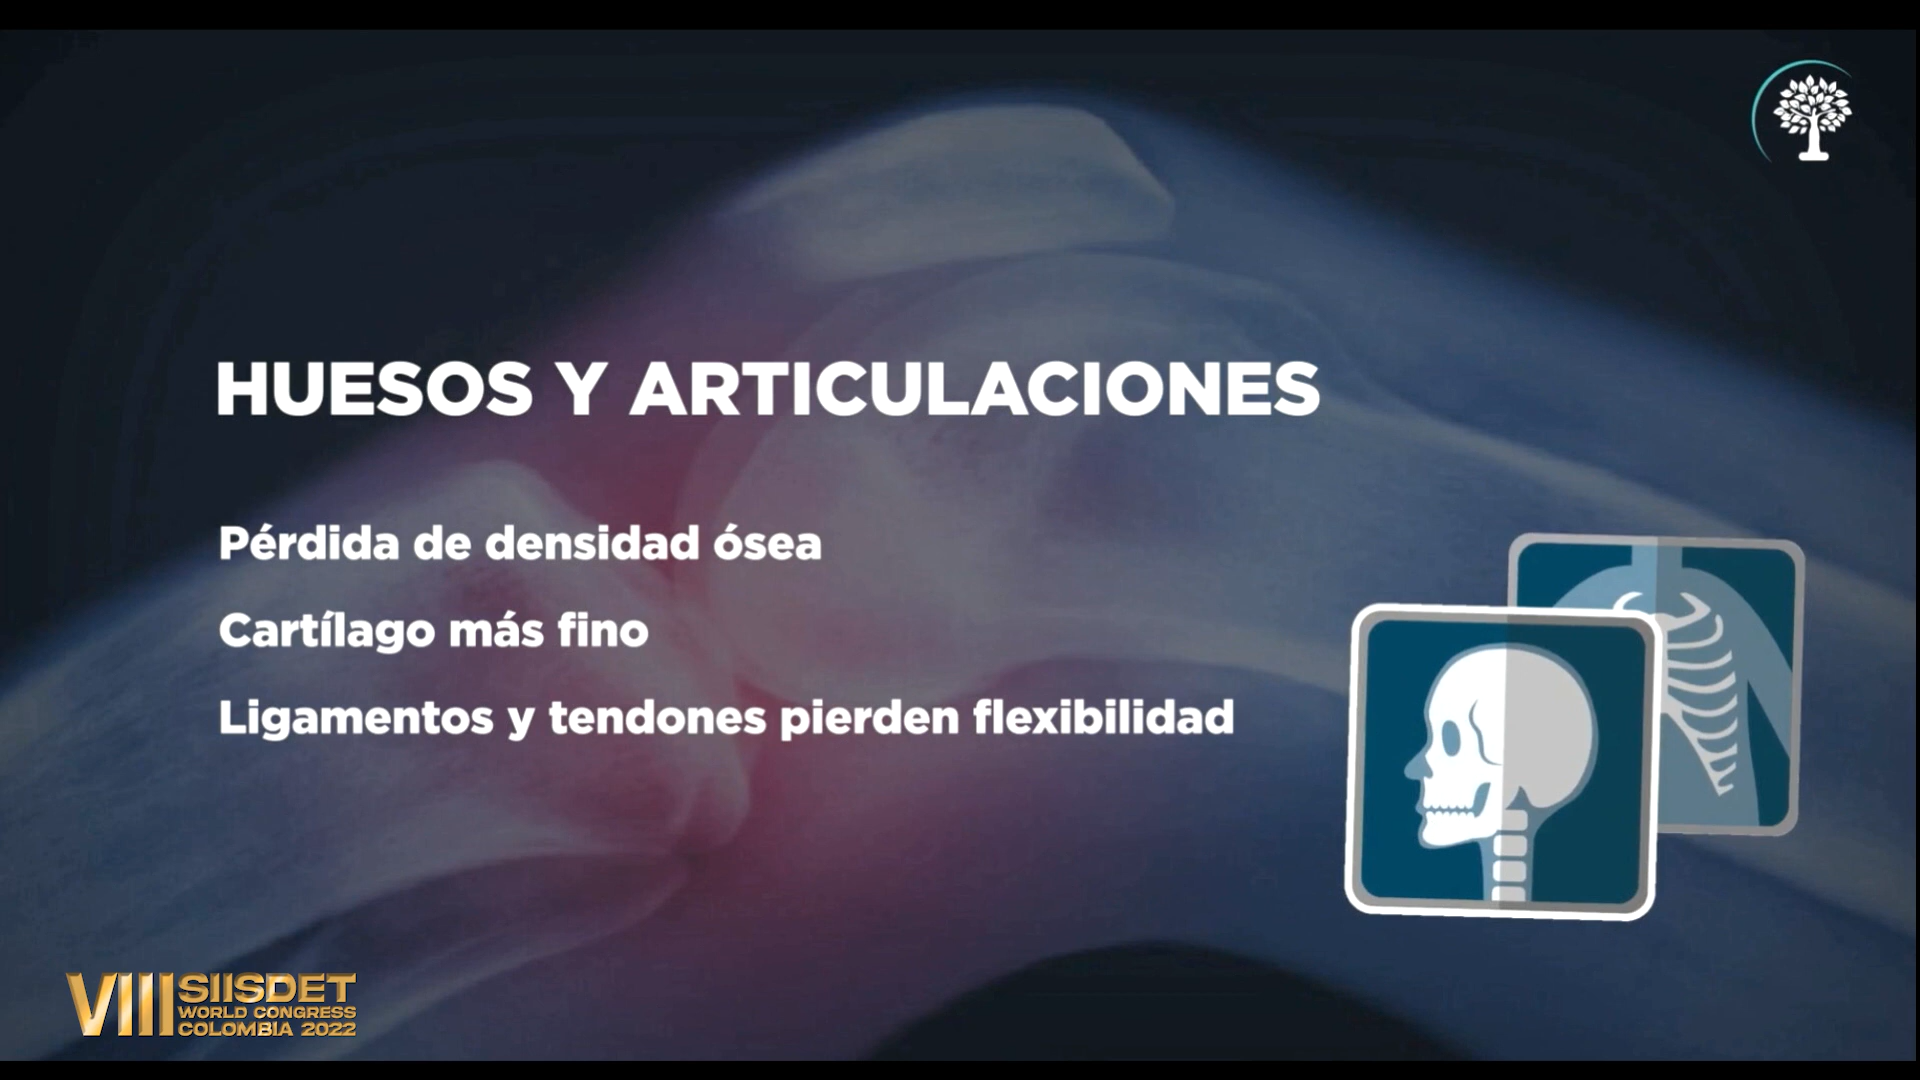 HUESOS Y ARTICULACIONES
Pérdida de densidad ósea
Cartílago más fino
Ligamentos y tendones pierden flexibilidad
VIII SIISDET
WORLD CONGRESS
COLOMBIA 2022